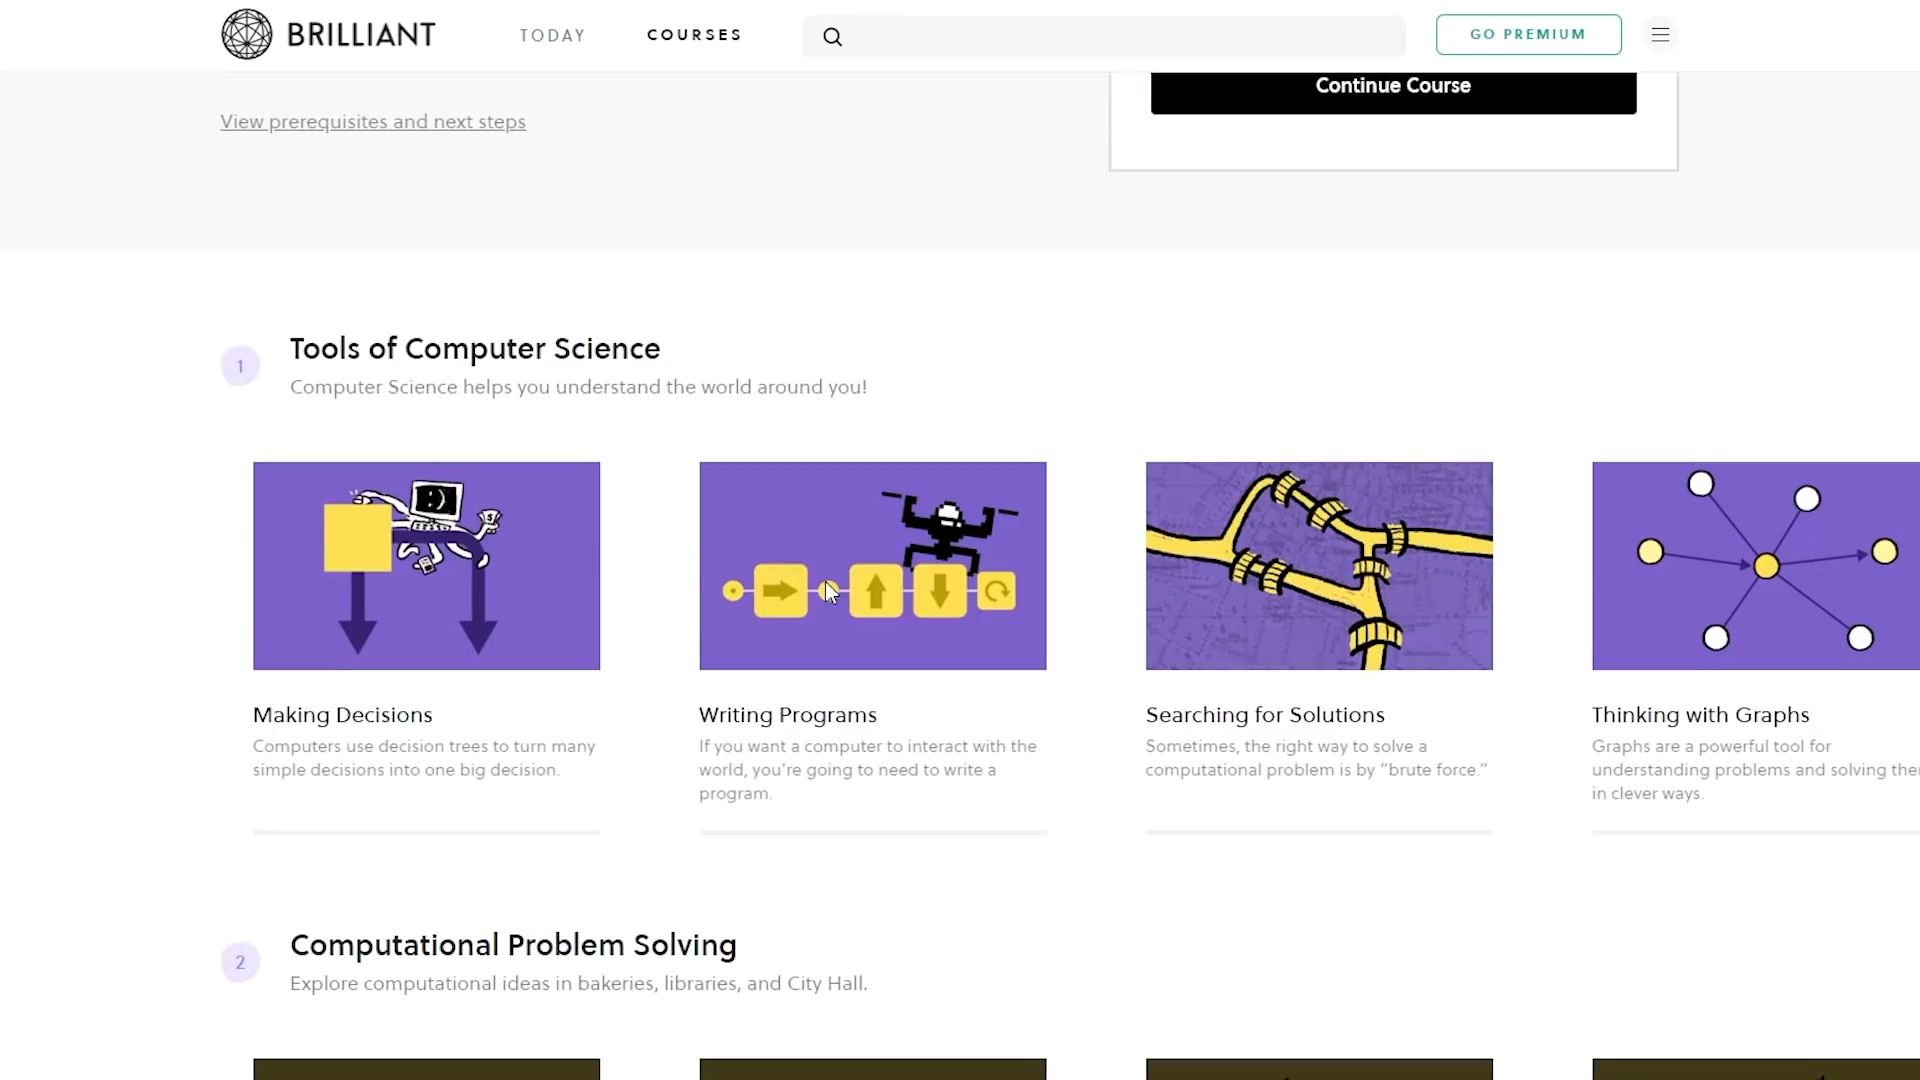 BRILLIANT
TODAY
COURSES
GO PREMIUM
Continue Course
View prerequisites and next steps
1
Tools of Computer Science
Computer Science helps you understand the world around you!
Making Decisions
Computers use decision trees to turn many
simple decisions into one big decision.
Writing Programs
If you want a computer to interact with the
world, you're going to need to write a
program.
Searching for Solutions
Sometimes, the right way to solve a
computational problem is by “brute force.”
Thinking with Graphs
Graphs are a powerful tool for
understanding problems and solving
in clever ways.
2
Computational Problem Solving
Explore computational ideas in bakeries, libraries, and City Hall.